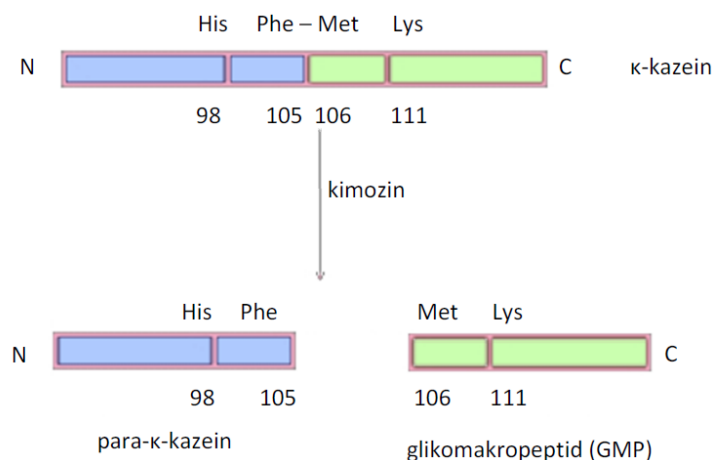 His Phe – Met Lys
N C κ-kazein
98 105 106 111
kimozin
His Phe Met Lys
N C
98 105 106 111
para-κ-kazein glikomakropeptid (GMP)